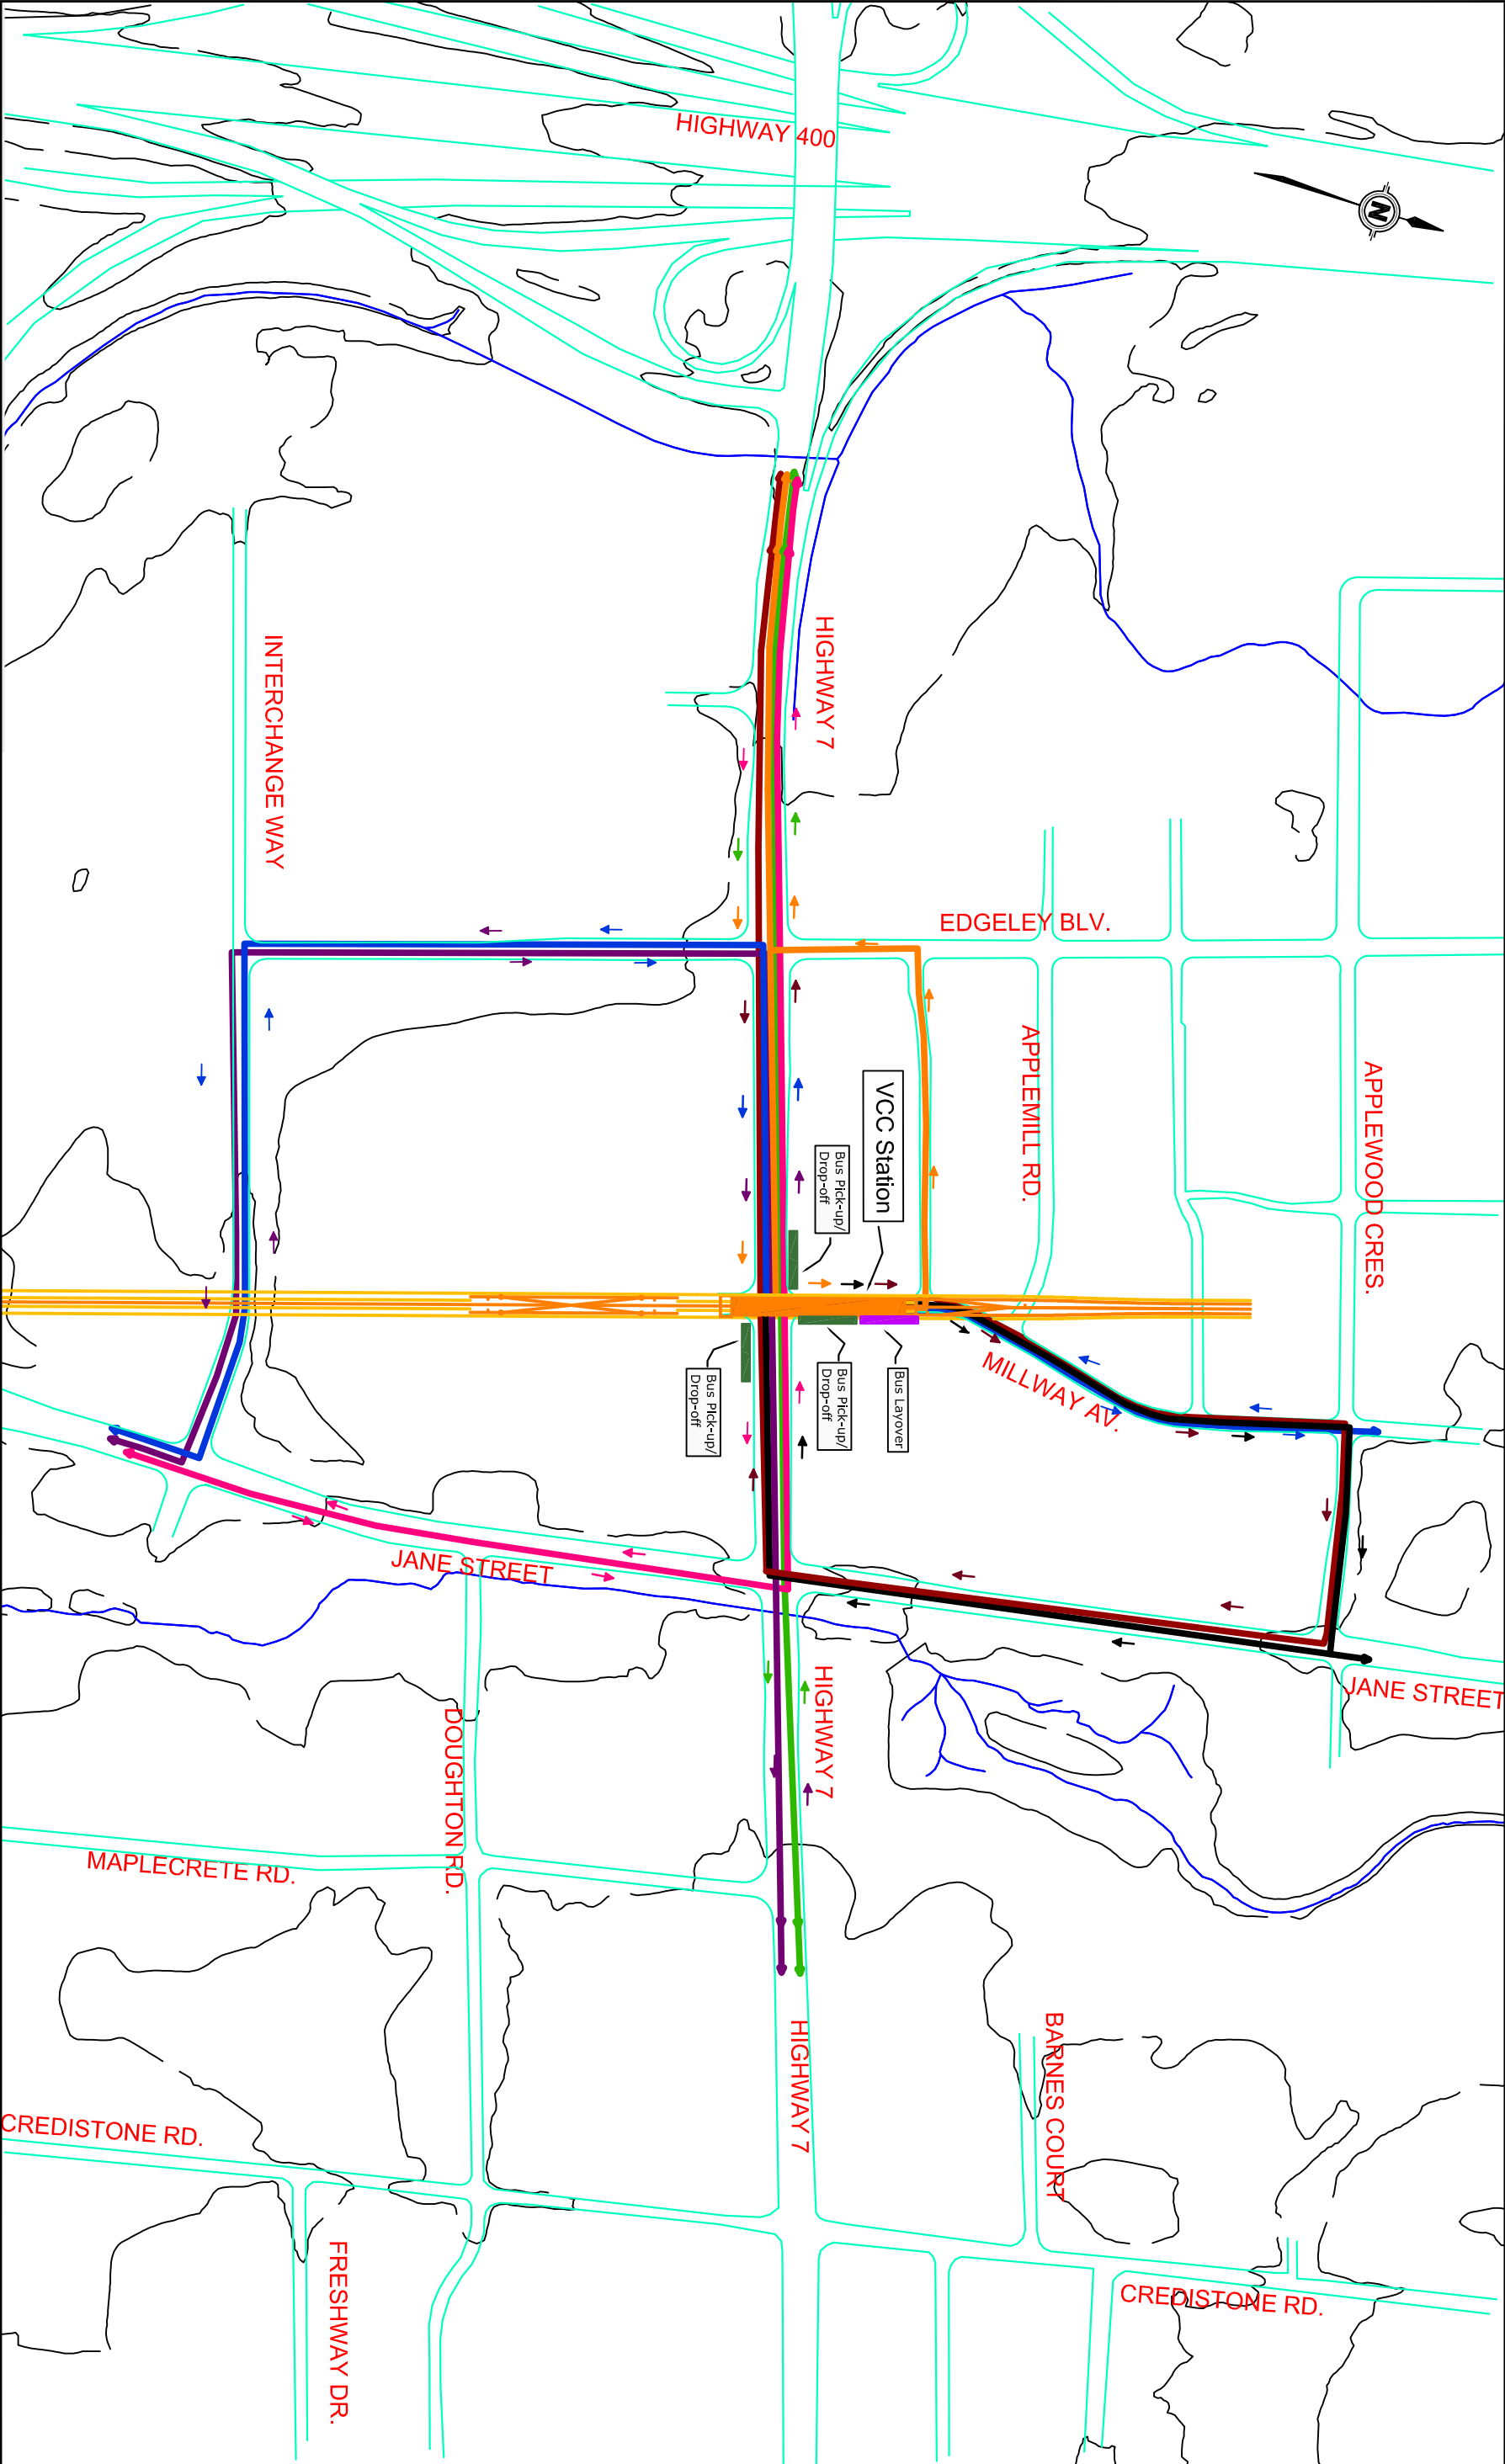 HIGHWAY 400
N
HIGHWAY 7
INTERCHANGE WAY
EDGELEY BLV.
APPLEMILL RD.
APPLEWOOD CRES.
VCC Station
Bus Pick-up/
Drop-off
MILLWAY AV.
Bus Layover
Bus Pick-up/
Drop-off
Bus Pick-up/
Drop-off
JANE STREET
JANE STREET
HIGHWAY 7
DOUGHTON RD.
MAPLECRETE RD.
HIGHWAY 7
BARNES COURT
CREDISTONE RD.
FRESHWAY DR.
CREDISTONE RD.